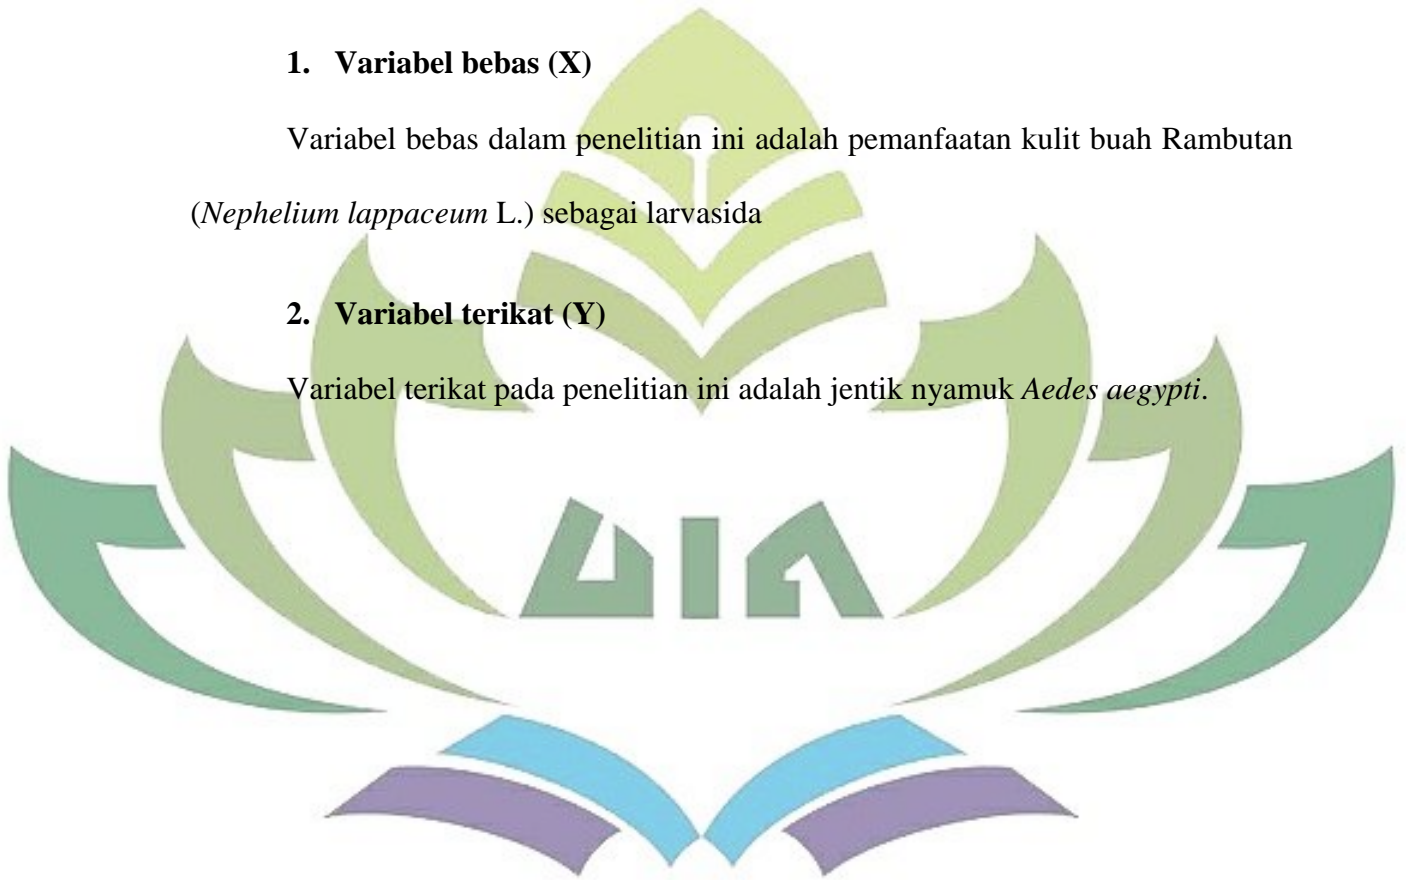 1. Variabel bebas (X)
Variabel bebas dalam penelitian ini adalah pemanfaatan kulit buah Rambutan
(Nephelium lappaceum L.) sebagai larvasida
2. Variabel terikat (Y)
Variabel terikat pada penelitian ini adalah jentik nyamuk Aedes aegypti.
UIN